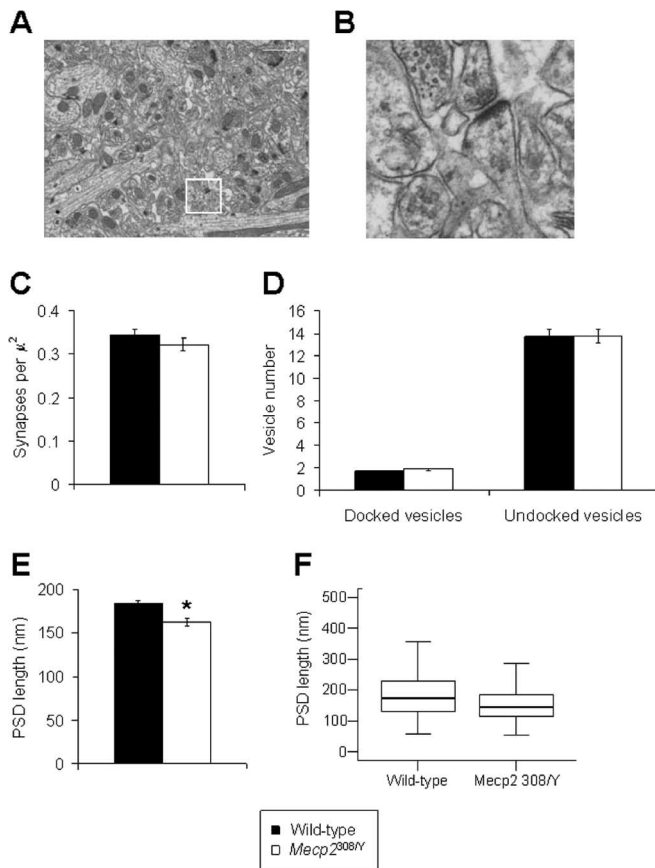 A
B
C
Synapses per μ²
0.4
0.3
0.2
0.1
0
D
Vesicle number
16
14
12
10
8
6
4
2
0
Docked vesicles
Undocked vesicles
E
PSD length (nm)
200
150
100
50
0
*
F
PSD length (nm)
500
400
300
200
100
0
Wild-type
Mecp2 308/Y
Wild-type
Mecp2³⁰⁸/Y